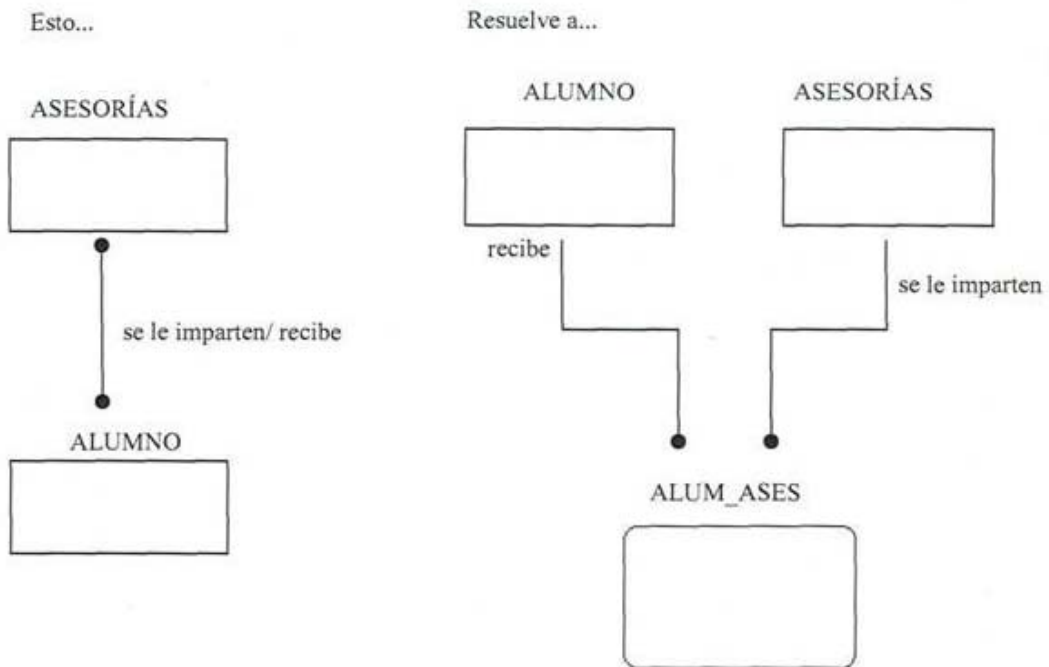 Esto...
Resuelve a...
ASESORÍAS
se le imparten/ recibe
ALUMNO
ALUMNO
ASESORÍAS
recibe
se le imparten
ALUM_ASES